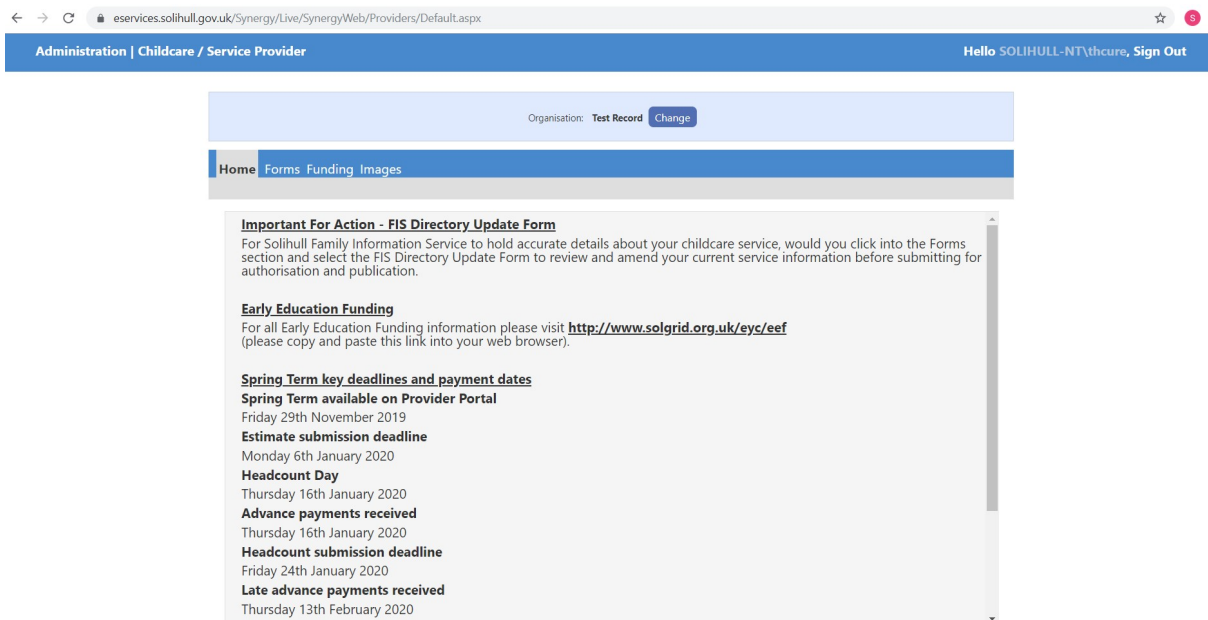 eservices.solihull.gov.uk/Synergy/Live/SynergyWeb/Providers/Default.aspx
S
Administration | Childcare / Service Provider
Hello SOLIHULL-NT\thcure, Sign Out
Organisation: Test Record Change
Home Forms Funding Images
Important For Action - FIS Directory Update Form
For Solihull Family Information Service to hold accurate details about your childcare service, would you click into the Forms
section and select the FIS Directory Update Form to review and amend your current service information before submitting for
authorisation and publication.
Early Education Funding
For all Early Education Funding information please visit http://www.solgrid.org.uk/eyc/eef
(please copy and paste this link into your web browser).
Spring Term key deadlines and payment dates
Spring Term available on Provider Portal
Friday 29th November 2019
Estimate submission deadline
Monday 6th January 2020
Headcount Day
Thursday 16th January 2020
Advance payments received
Thursday 16th January 2020
Headcount submission deadline
Friday 24th January 2020
Late advance payments received
Thursday 13th February 2020